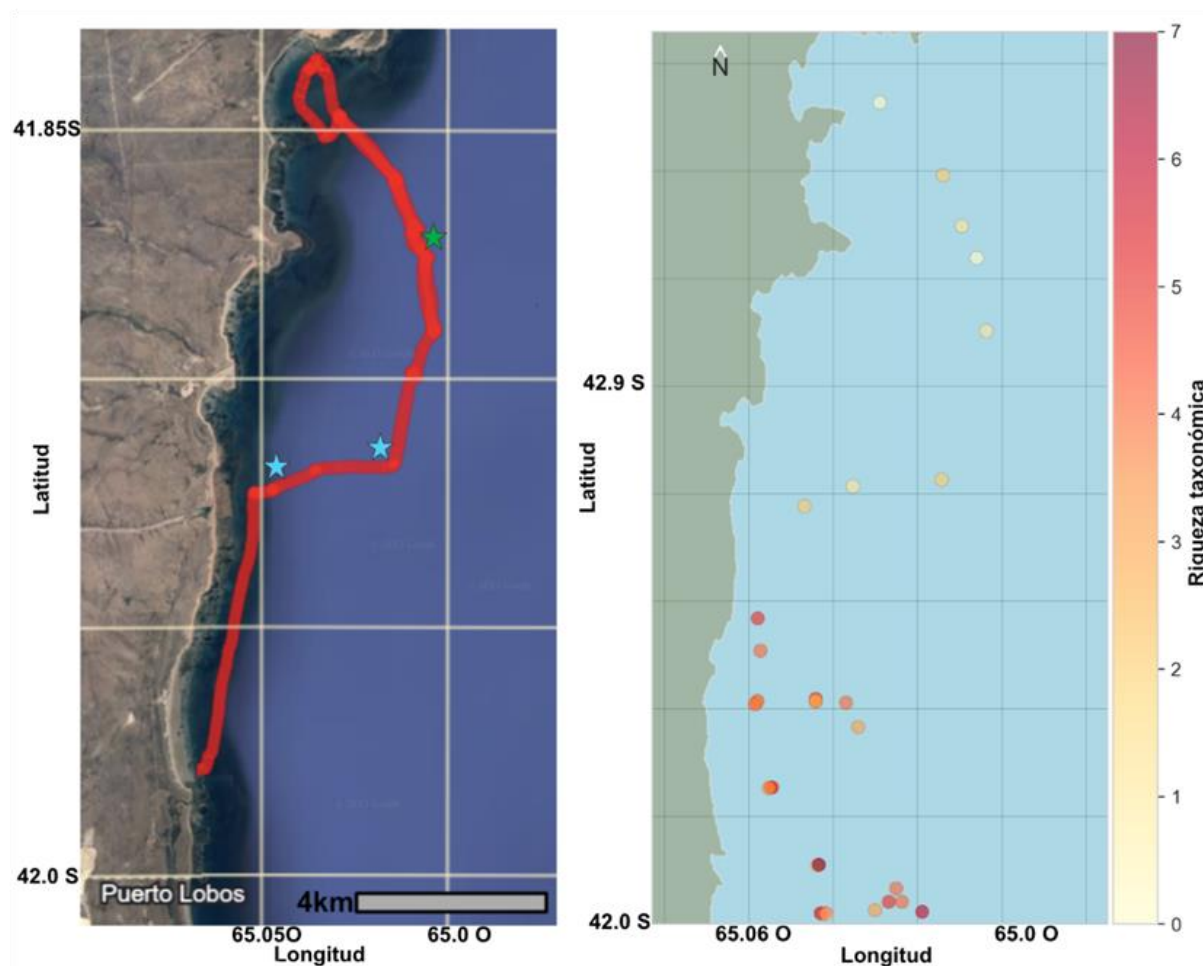 41.85S
42.0 S
Latitud
Puerto Lobos
4km
65.05O
65.0 O
Longitud
N
42.9 S
42.0 S
Latitud
65.06 O
65.0 O
Longitud
7
6
5
4
3
2
1
0
Riqueza taxonómica